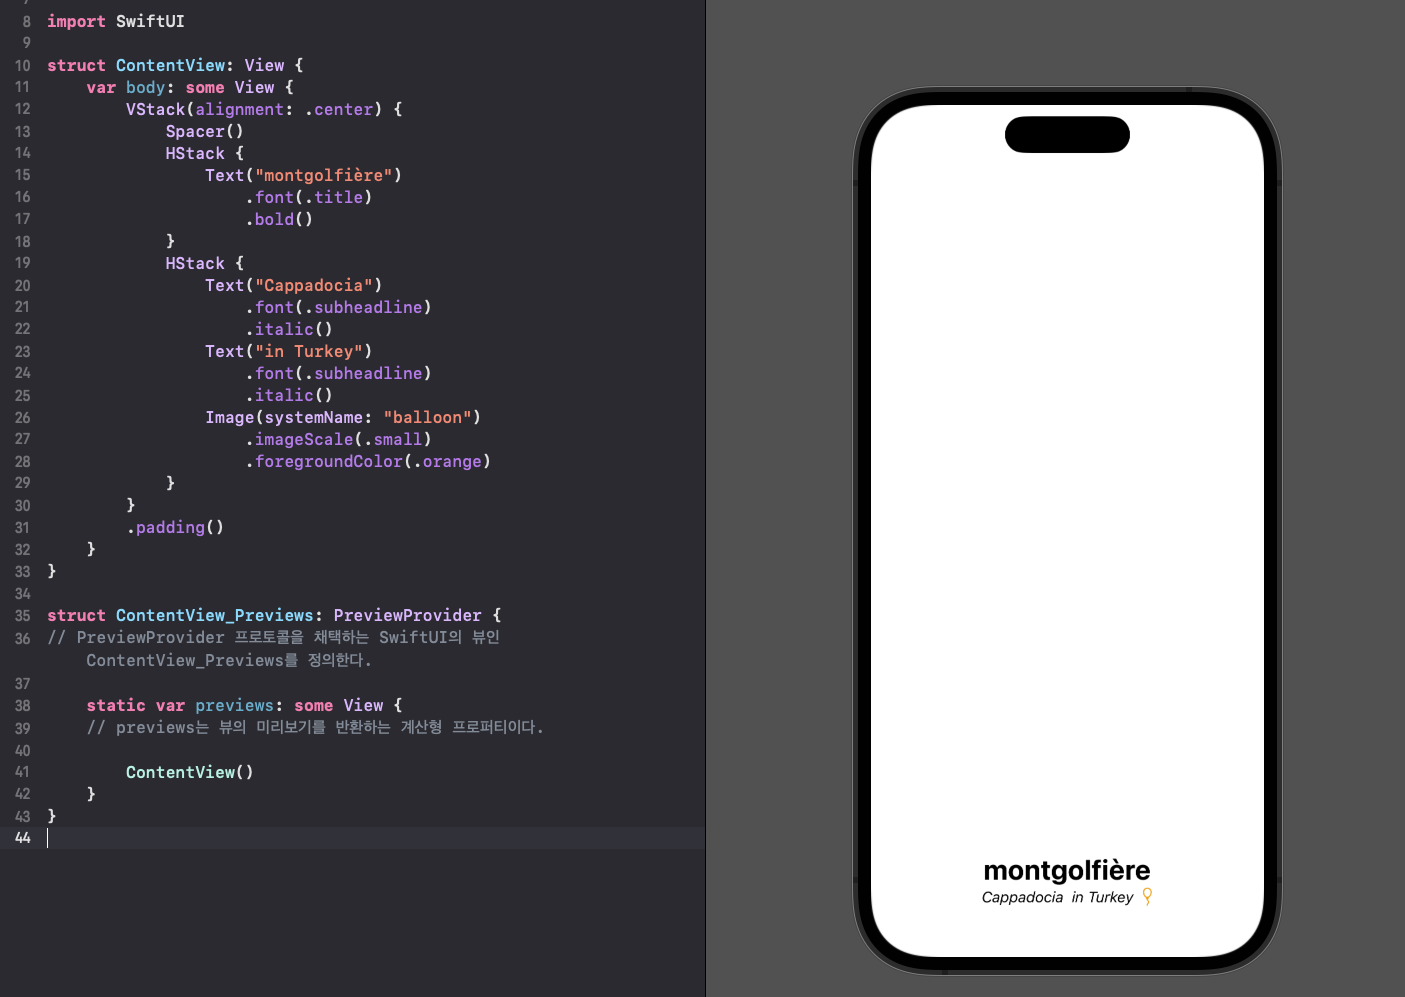 7
8 import SwiftUI
9
10 struct ContentView: View {
11     var body: some View {
12         VStack(alignment: .center) {
13             Spacer()
14             HStack {
15                 Text("montgolfière")
16                     .font(.title)
17                     .bold()
18             }
19             HStack {
20                 Text("Cappadocia")
21                     .font(.subheadline)
22                     .italic()
23                 Text("in Turkey")
24                     .font(.subheadline)
25                     .italic()
26                 Image(systemName: "balloon")
27                     .imageScale(.small)
28                     .foregroundColor(.orange)
29             }
30         }
31         .padding()
32     }
33 }
34
35 struct ContentView_Previews: PreviewProvider {
36 // PreviewProvider 프로토콜을 채택하는 SwiftUI의 뷰인
ContentView_Previews를 정의한다.
37
38     static var previews: some View {
39     // previews는 뷰의 미리보기를 반환하는 계산형 프로퍼티이다.
40
41         ContentView()
42     }
43 }
44
montgolfière
Cappadocia in Turkey